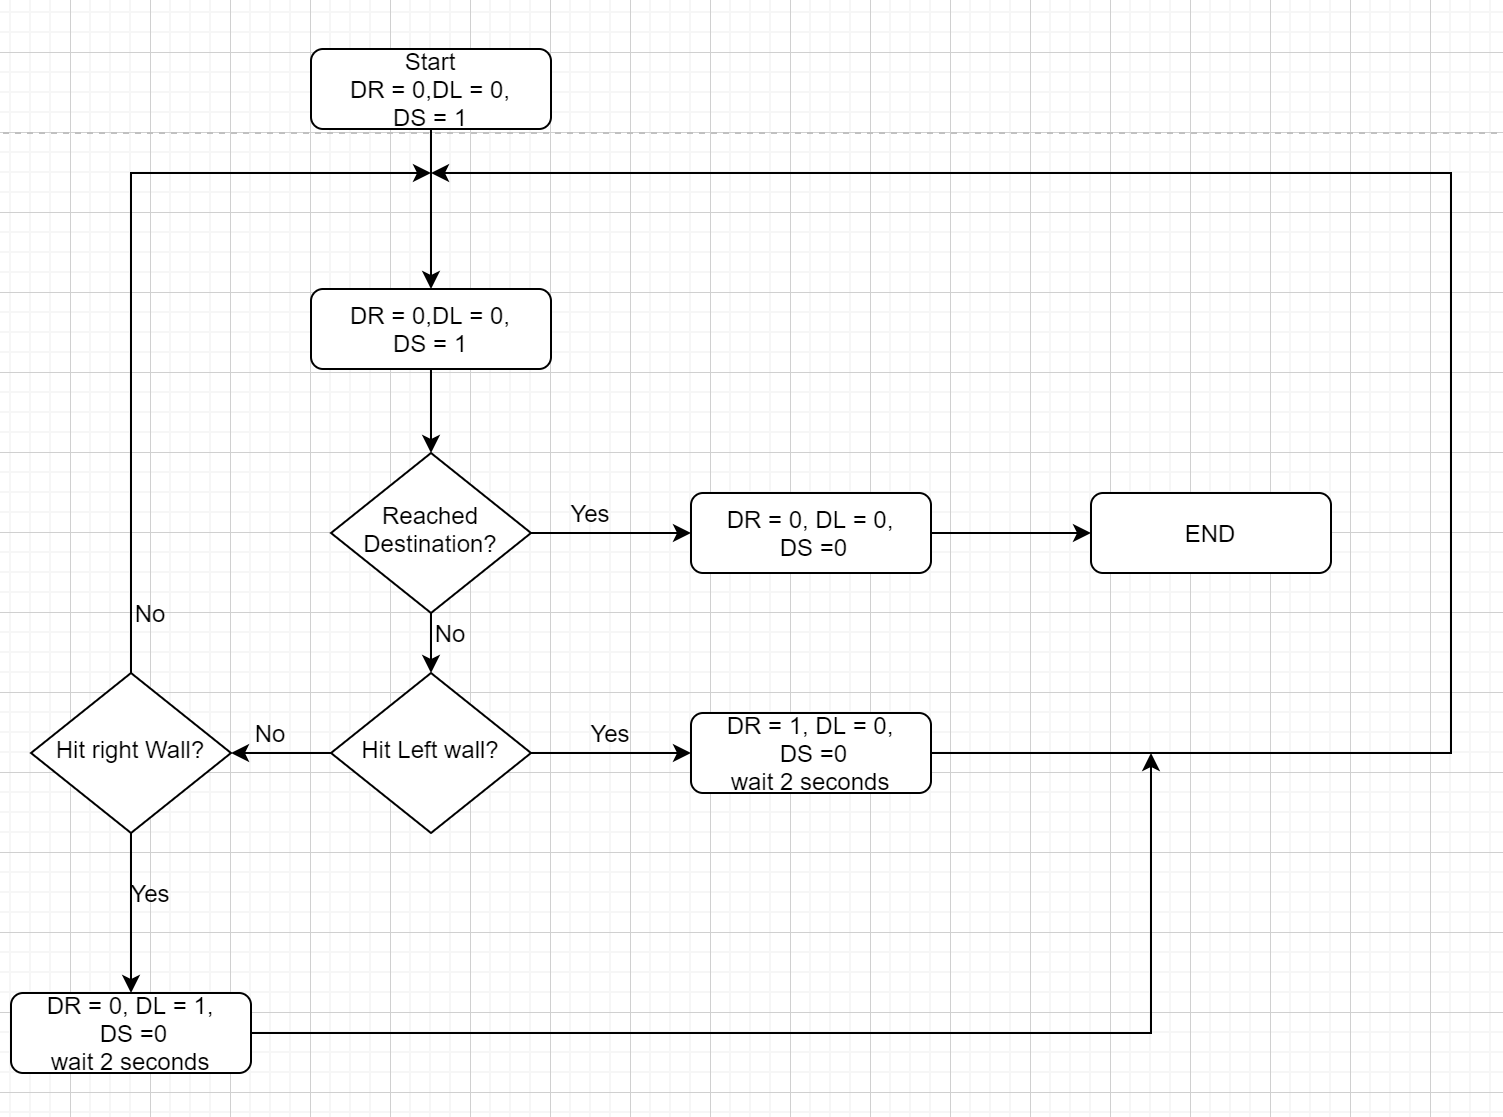 Start
DR = 0,DL = 0,
DS = 1
DR = 0,DL = 0,
DS = 1
Reached
Destination?
Yes
DR = 0, DL = 0,
DS =0
END
No
No
Hit right Wall?
No
Hit Left wall?
Yes
DR = 1, DL = 0,
DS =0
wait 2 seconds
Yes
DR = 0, DL = 1,
DS =0
wait 2 seconds